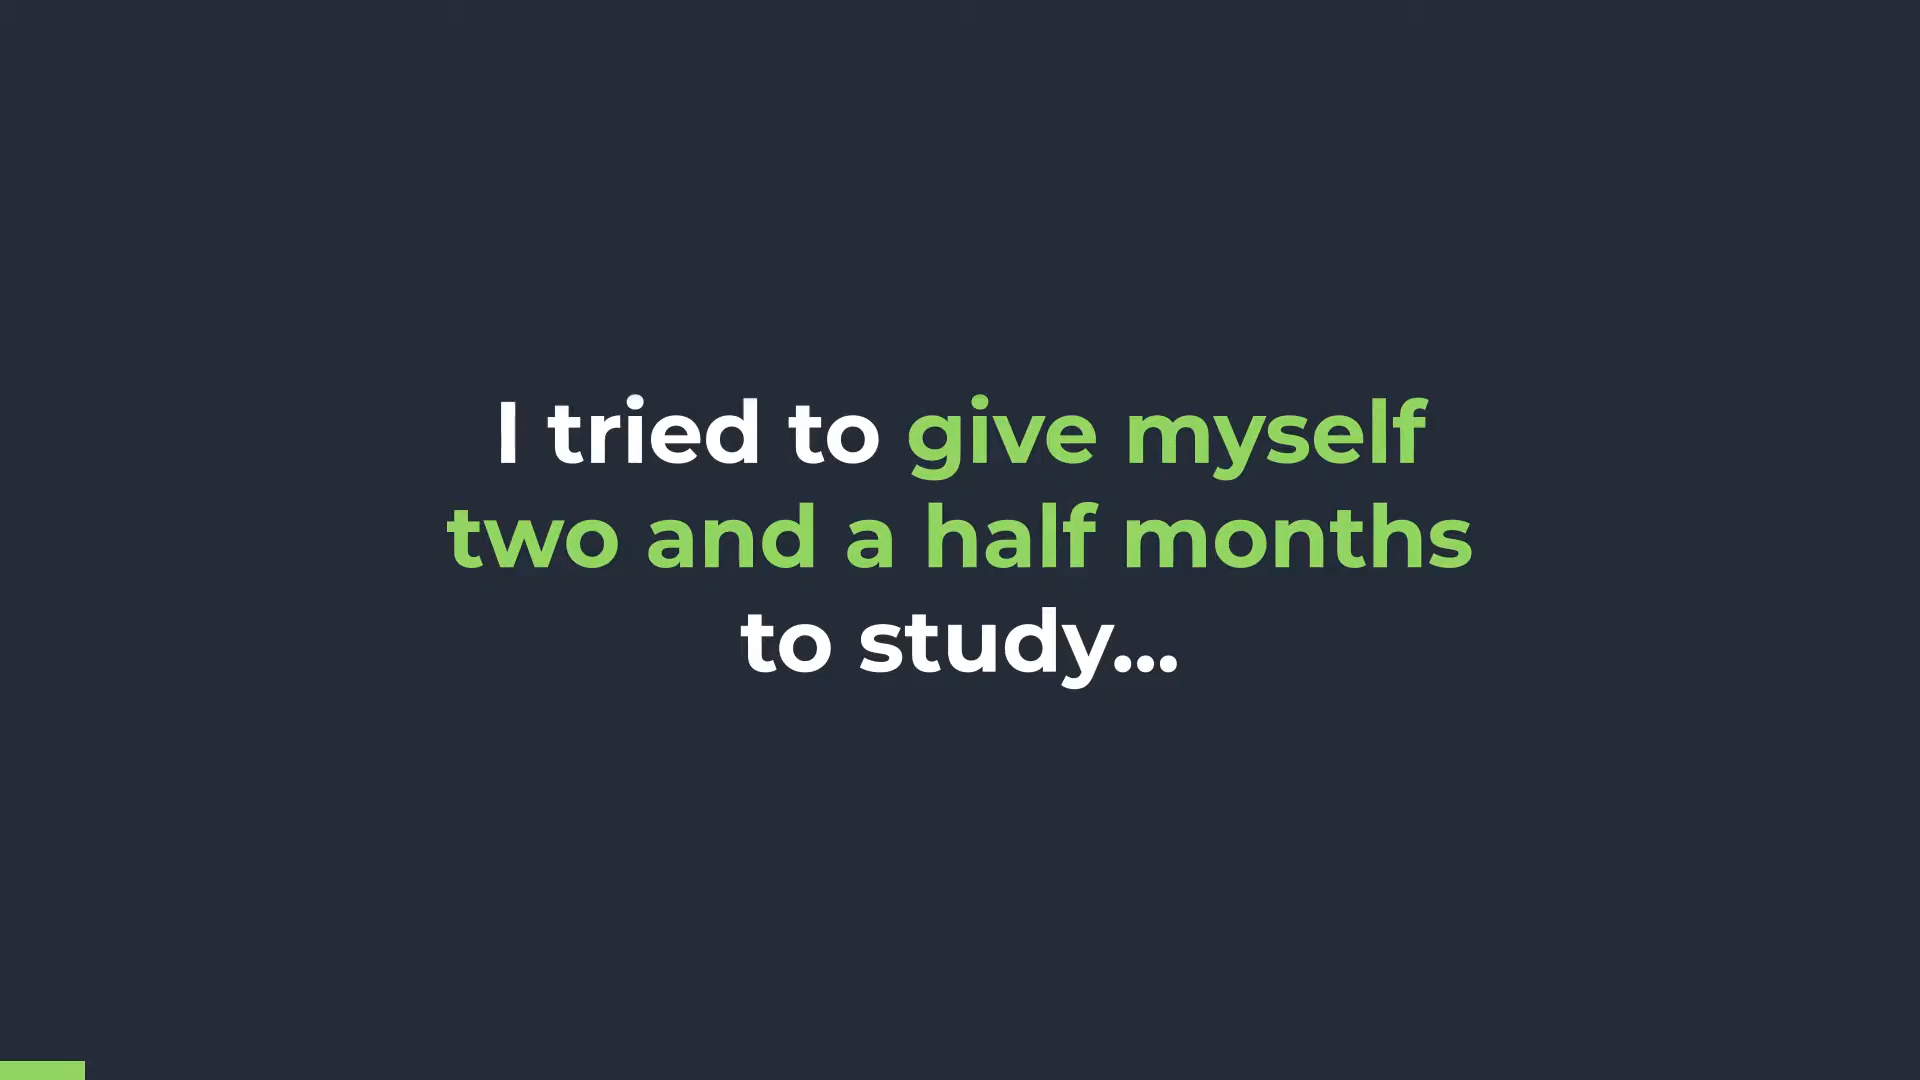 I tried to give myself
two and a half months
to study...